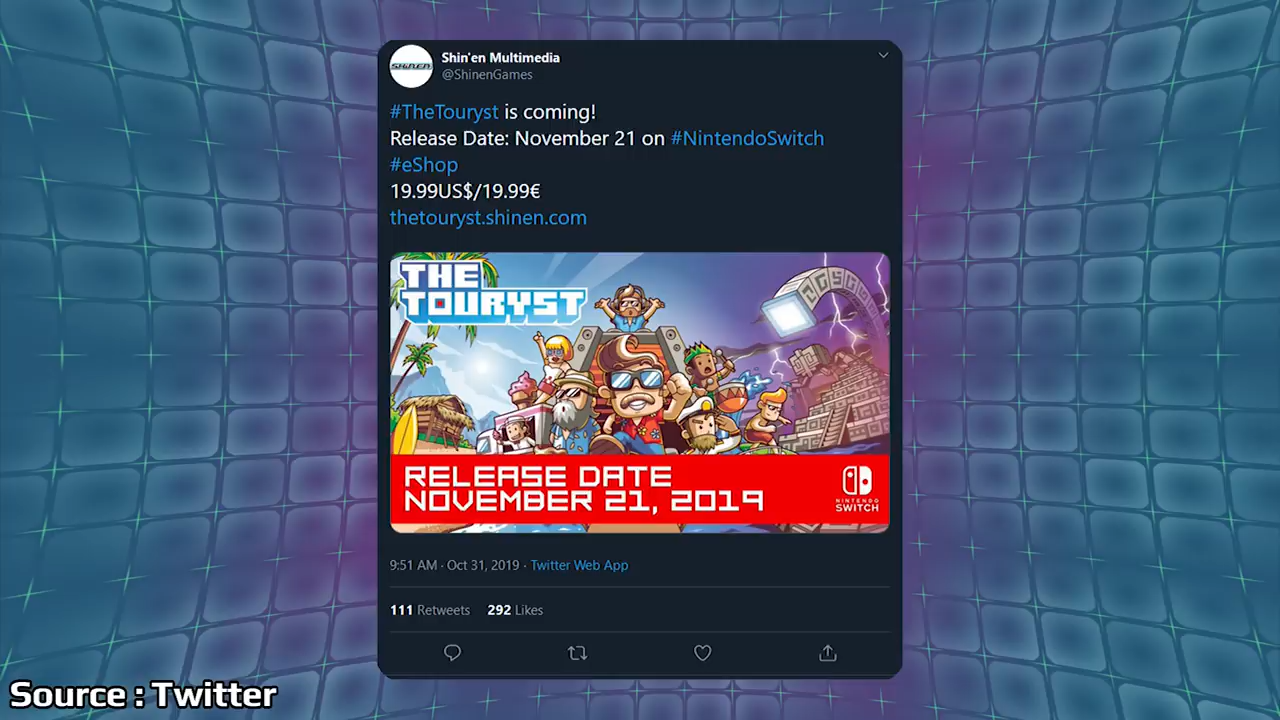 SHIN'EN
Shin'en Multimedia
@ShinenGames
#TheTouryst is coming!
Release Date: November 21 on #NintendoSwitch
#eShop
19.99US$/19.99€
thetouryst.shinen.com
THE
TOURYST
RELEASE DATE
NOVEMBER 21, 2019
NINTENDO
SWITCH
9:51 AM · Oct 31, 2019 · Twitter Web App
111 Retweets 292 Likes
Source : Twitter